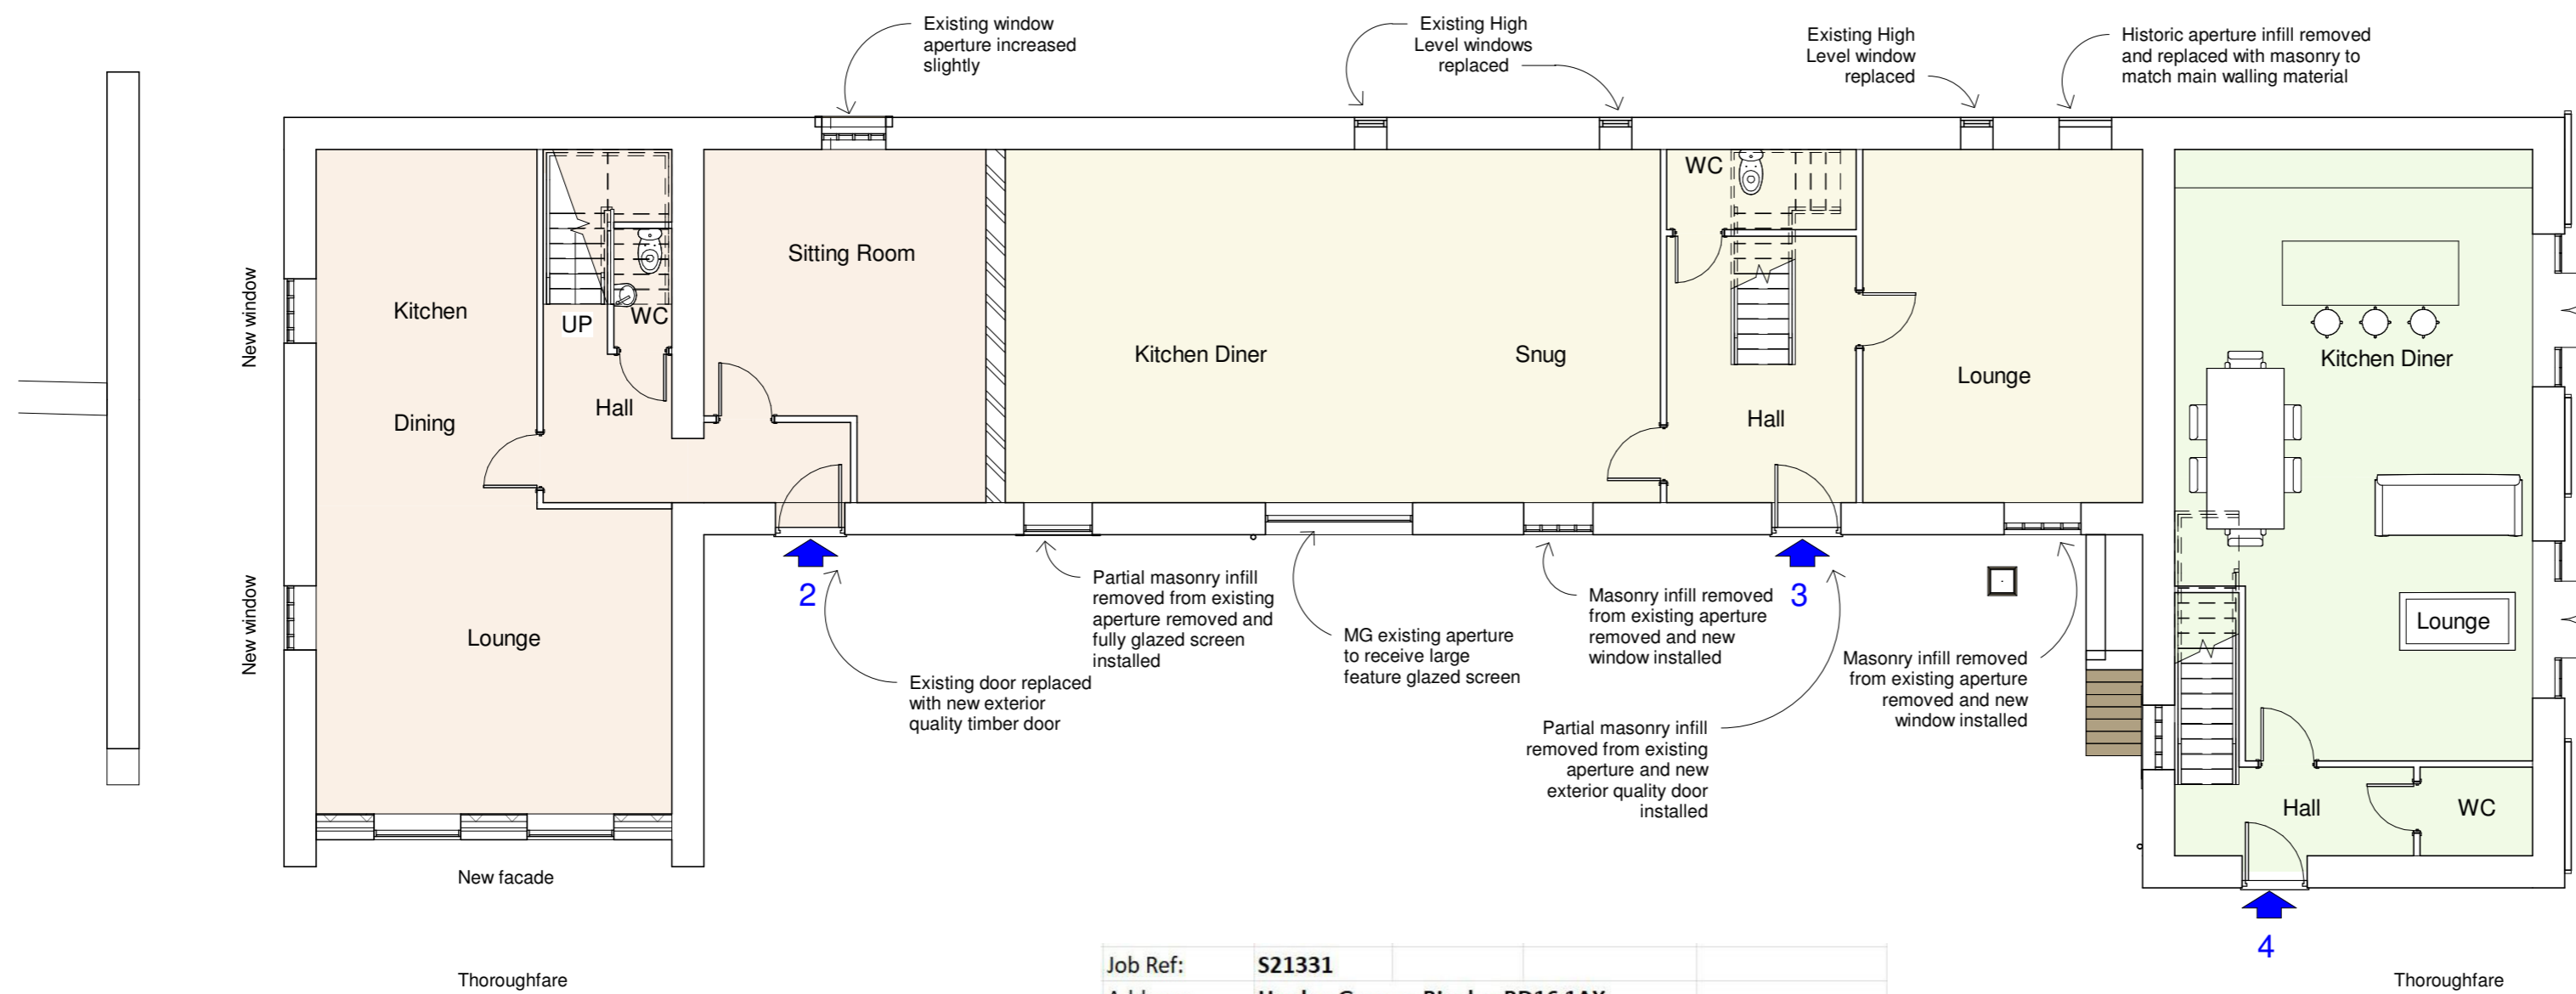 Existing window
aperture increased
slightly
Existing High
Level windows
replaced
Existing High
Level window
replaced
Historic aperture infill removed
and replaced with masonry to
match main walling material
New window
New window
Kitchen
Dining
Lounge
UP
WC
Hall
Sitting Room
Kitchen Diner
Snug
WC
Hall
Lounge
Kitchen Diner
Lounge
Hall
WC
2
Existing door replaced
with new exterior
quality timber door
Partial masonry infill
removed from existing
aperture removed and
fully glazed screen
installed
MG existing aperture
to receive large
feature glazed screen
Masonry infill removed
from existing aperture
removed and new
window installed
3
Partial masonry infill
removed from existing
aperture and new
exterior quality door
installed
Masonry infill removed
from existing aperture
removed and new
window installed
4
New facade
Thoroughfare
Thoroughfare
Job Ref: S21331